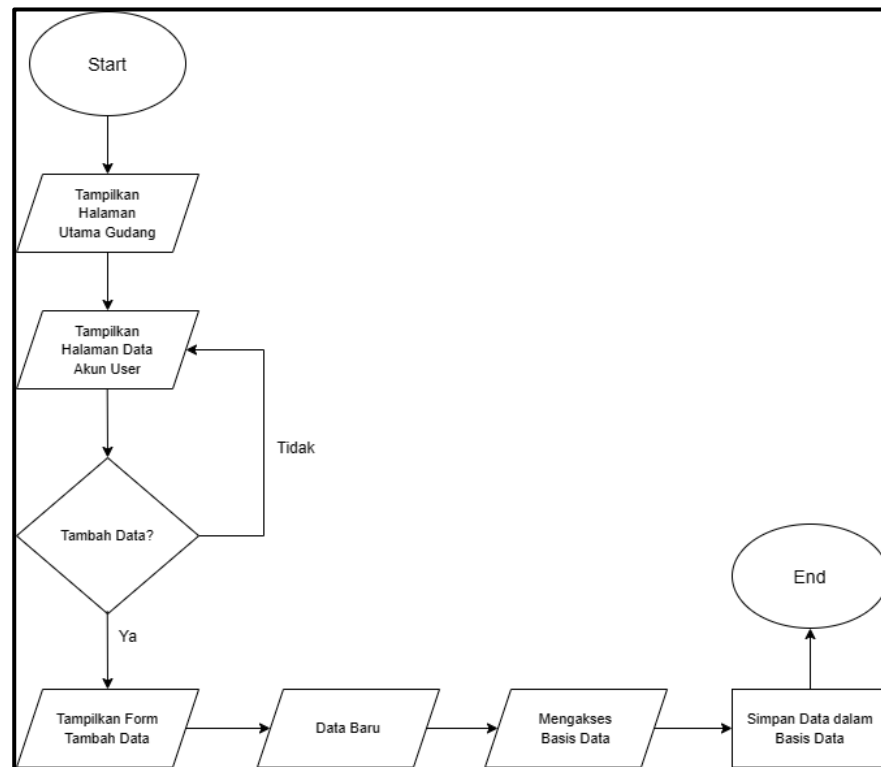 Start
Tampilkan
Halaman
Utama Gudang
Tampilkan
Halaman Data
Akun User
Tidak
Tambah Data?
Ya
Tampilkan Form
Tambah Data
Data Baru
Mengakses
Basis Data
Simpan Data dalam
Basis Data
End